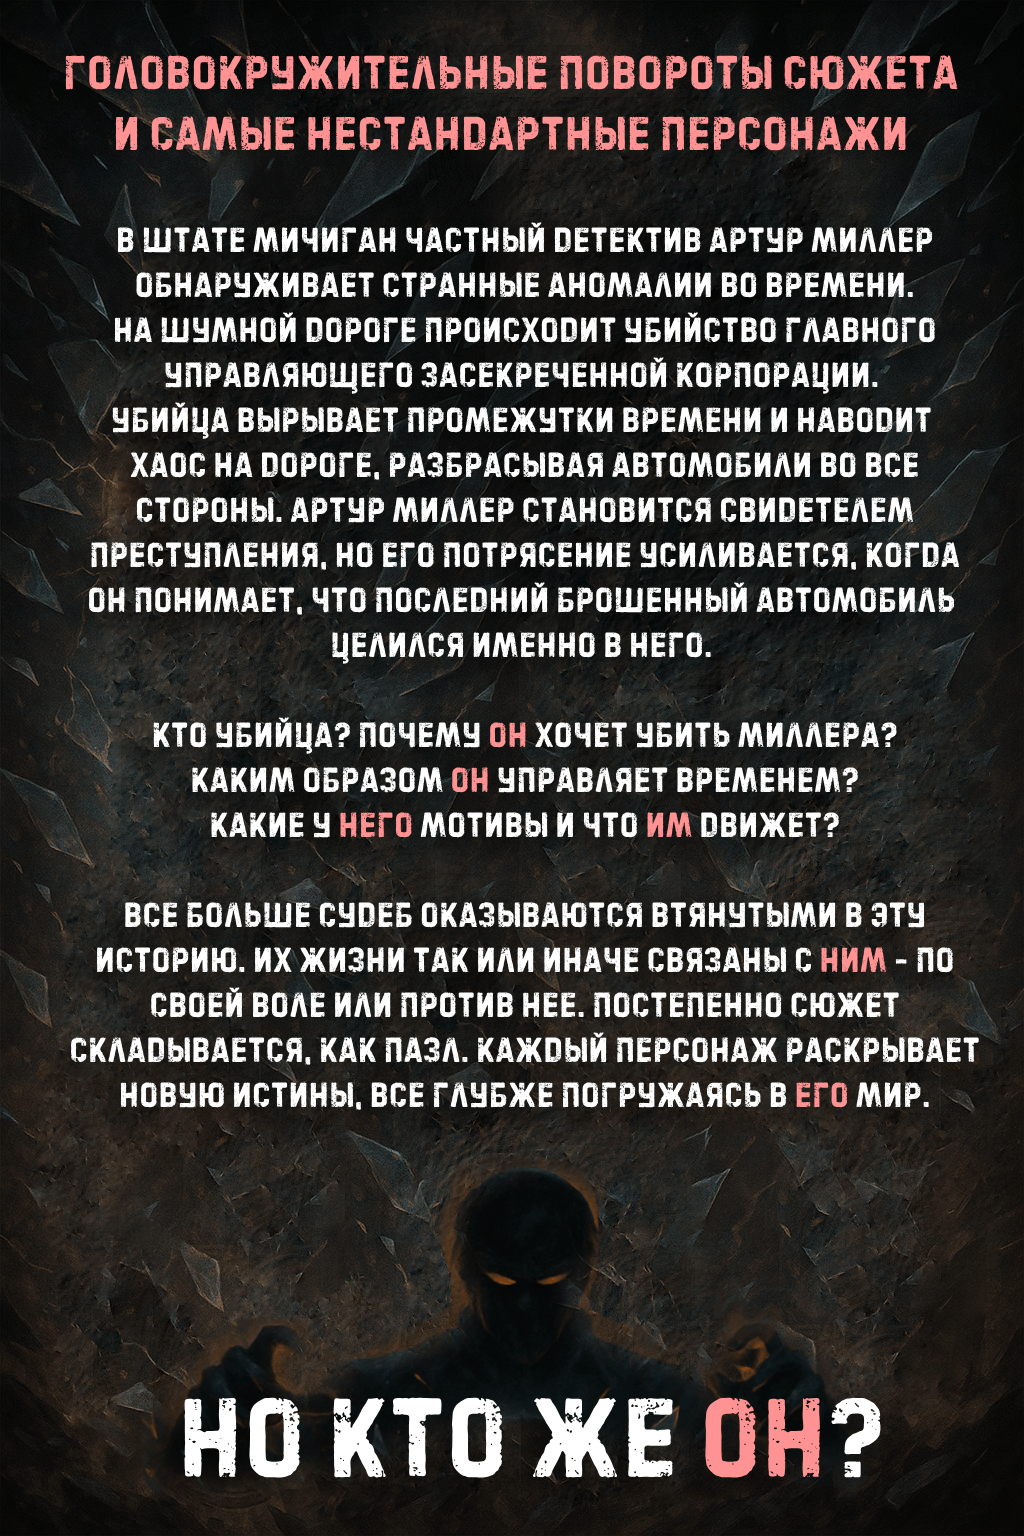 ГОЛОВОКРУЖИТЕЛЬНЫЕ ПОВОРОТЫ СЮЖЕТА
И САМЫЕ НЕСТАНДАРТНЫЕ ПЕРСОНАЖИ
В ШТАТЕ МИЧИГАН ЧАСТНЫЙ ДЕТЕКТИВ АРТУР МИЛЛЕР
ОБНАРУЖИВАЕТ СТРАННЫЕ АНОМАЛИИ ВО ВРЕМЕНИ.
НА ШУМНОЙ ДОРОГЕ ПРОИСХОДИТ УБИЙСТВО ГЛАВНОГО
УПРАВЛЯЮЩЕГО ЗАСЕКРЕЧЕННОЙ КОРПОРАЦИИ.
УБИЙЦА ВЫРЫВАЕТ ПРОМЕЖУТКИ ВРЕМЕНИ И НАВОДИТ
ХАОС НА ДОРОГЕ, РАЗБРАСЫВАЯ АВТОМОБИЛИ ВО ВСЕ
СТОРОНЫ. АРТУР МИЛЛЕР СТАНОВИТСЯ СВИДЕТЕЛЕМ
ПРЕСТУПЛЕНИЯ, НО ЕГО ПОТРЯСЕНИЕ УСИЛИВАЕТСЯ, КОГДА
ОН ПОНИМАЕТ, ЧТО ПОСЛЕДНИЙ БРОШЕННЫЙ АВТОМОБИЛЬ
ЦЕЛИЛСЯ ИМЕННО В НЕГО.
КТО УБИЙЦА? ПОЧЕМУ ОН ХОЧЕТ УБИТЬ МИЛЛЕРА?
КАКИМ ОБРАЗОМ ОН УПРАВЛЯЕТ ВРЕМЕНЕМ?
КАКИЕ У НЕГО МОТИВЫ И ЧТО ИМ ДВИЖЕТ?
ВСЕ БОЛЬШЕ СУДЕБ ОКАЗЫВАЮТСЯ ВТЯНУТЫМИ В ЭТУ
ИСТОРИЮ. ИХ ЖИЗНИ ТАК ИЛИ ИНАЧЕ СВЯЗАНЫ С НИМ - ПО
СВОЕЙ ВОЛЕ ИЛИ ПРОТИВ НЕЕ. ПОСТЕПЕННО СЮЖЕТ
СКЛАДЫВАЕТСЯ, КАК ПАЗЛ. КАЖДЫЙ ПЕРСОНАЖ РАСКРЫВАЕТ
НОВУЮ ИСТИНЫ, ВСЕ ГЛУБЖЕ ПОГРУЖАЯСЬ В ЕГО МИР.
НО КТО ЖЕ ОН?